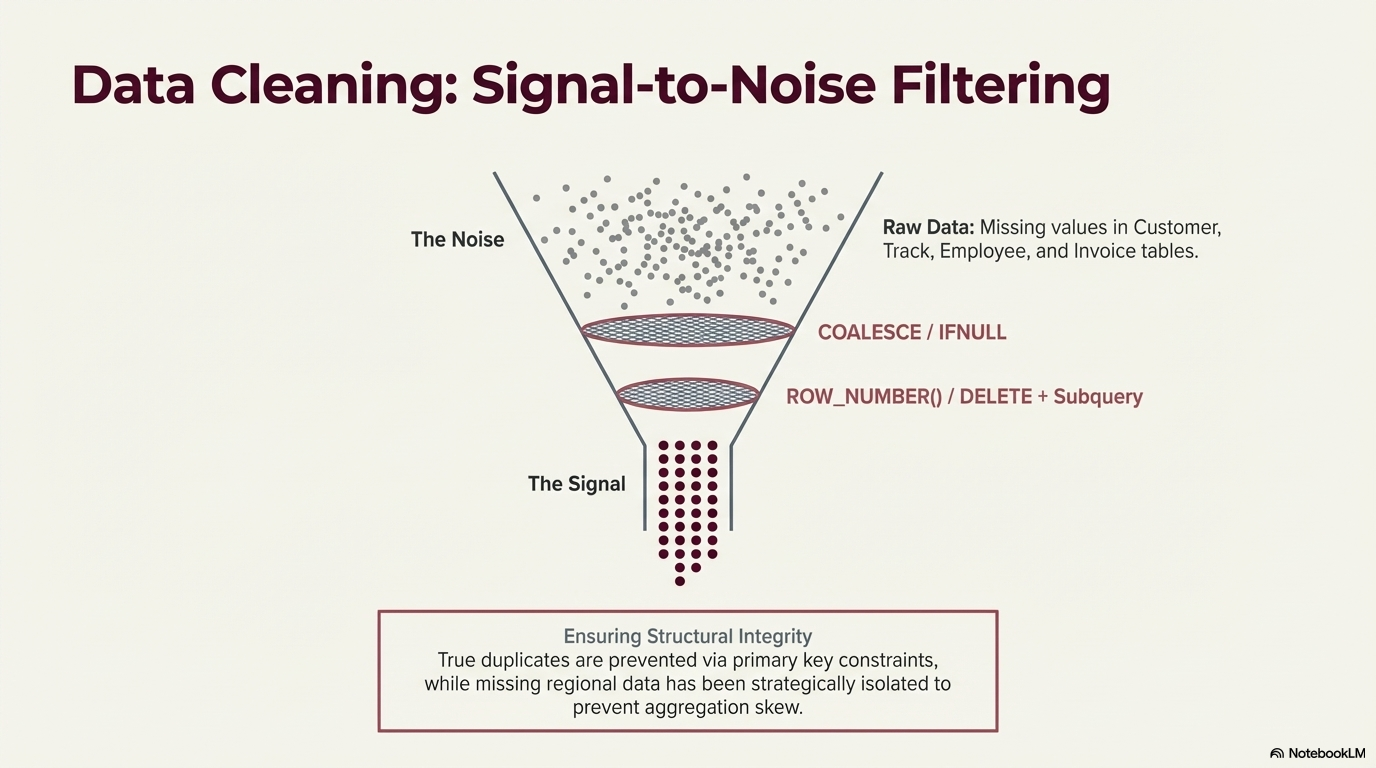 Data Cleaning: Signal-to-Noise Filtering
The Noise
Raw Data: Missing values in Customer,
Track, Employee, and Invoice tables.
COALESCE / IFNULL
ROW_NUMBER() / DELETE + Subquery
The Signal
Ensuring Structural Integrity
True duplicates are prevented via primary key constraints,
while missing regional data has been strategically isolated to
prevent aggregation skew.
NotebookLM